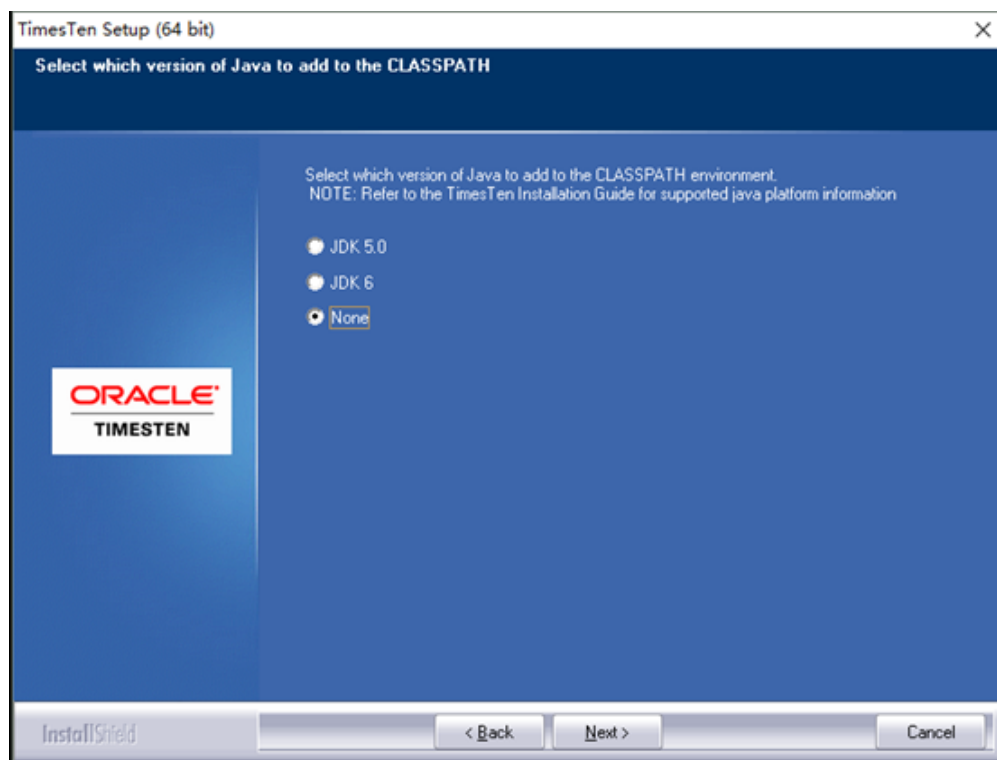 TimesTen Setup (64 bit)
Select which version of Java to add to the CLASSPATH
Select which version of Java to add to the CLASSPATH environment.
NOTE: Refer to the TimesTen Installation Guide for supported java platform information
JDK 5.0
JDK 6
None
ORACLE
TIMESTEN
InstallShield
< Back
Next >
Cancel